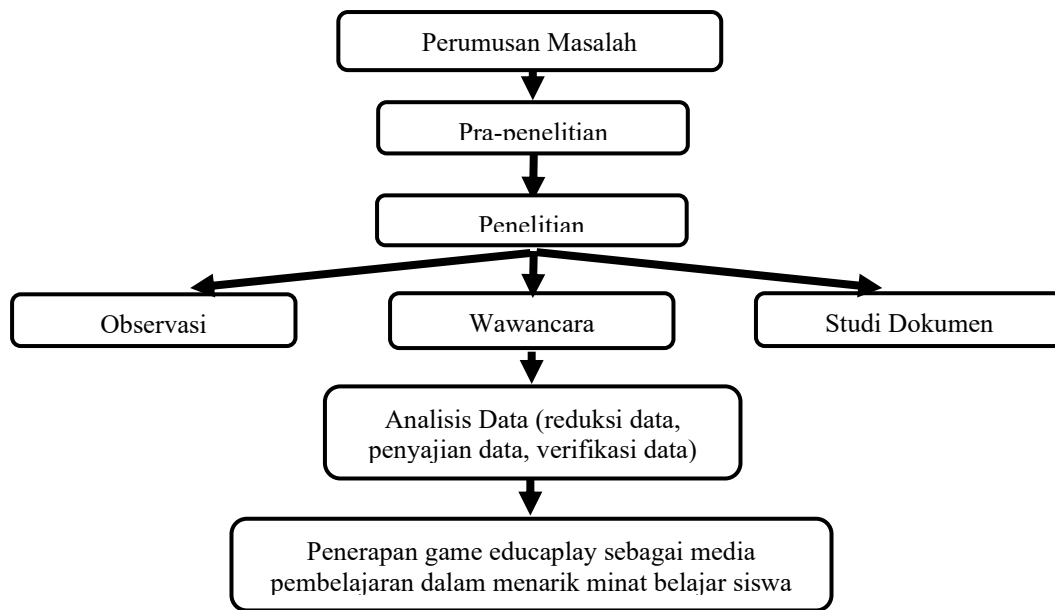 Perumusan Masalah
Pra-penelitian
Penelitian
Observasi
Wawancara
Studi Dokumen
Analisis Data (reduksi data,
penyajian data, verifikasi data)
Penerapan game educaplay sebagai media
pembelajaran dalam menarik minat belajar siswa